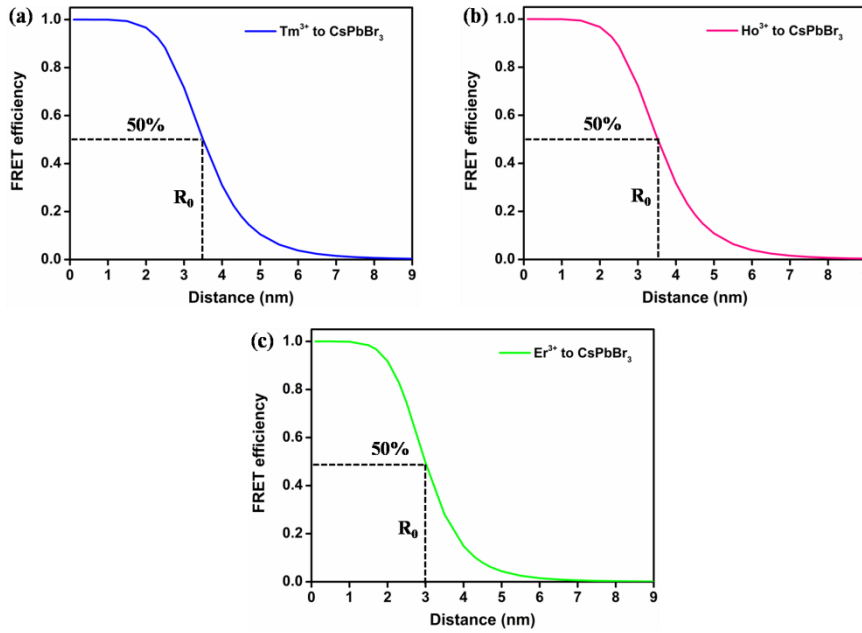 (a)
Tm³⁺ to CsPbBr₃
FRET efficiency
1.0
0.8
0.6
0.4
0.2
0.0
50%
R₀
0 1 2 3 4 5 6 7 8 9
Distance (nm)
(b)
Ho³⁺ to CsPbBr₃
FRET efficiency
1.0
0.8
0.6
0.4
0.2
0.0
50%
R₀
0 1 2 3 4 5 6 7 8
Distance (nm)
(c)
Er³⁺ to CsPbBr₃
FRET efficiency
1.0
0.8
0.6
0.4
0.2
0.0
50%
R₀
0 1 2 3 4 5 6 7 8 9
Distance (nm)